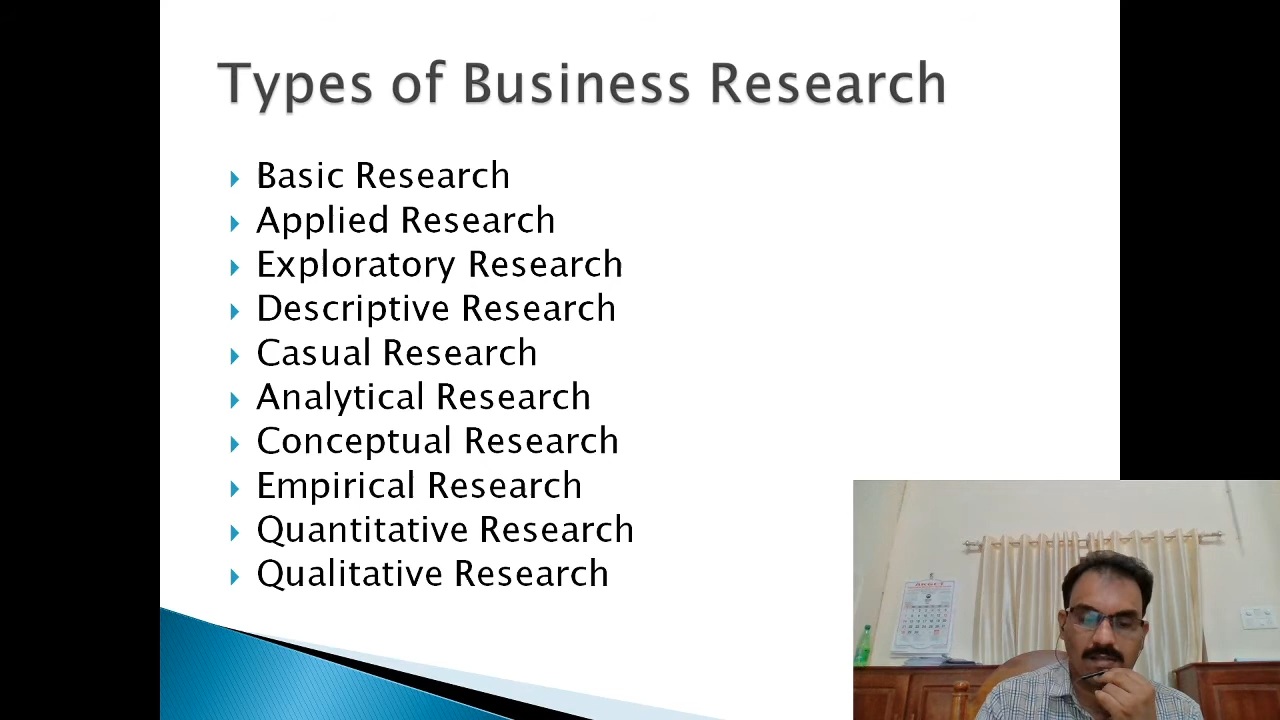 Types of Business Research
Basic Research
Applied Research
Exploratory Research
Descriptive Research
Casual Research
Analytical Research
Conceptual Research
Empirical Research
Quantitative Research
Qualitative Research